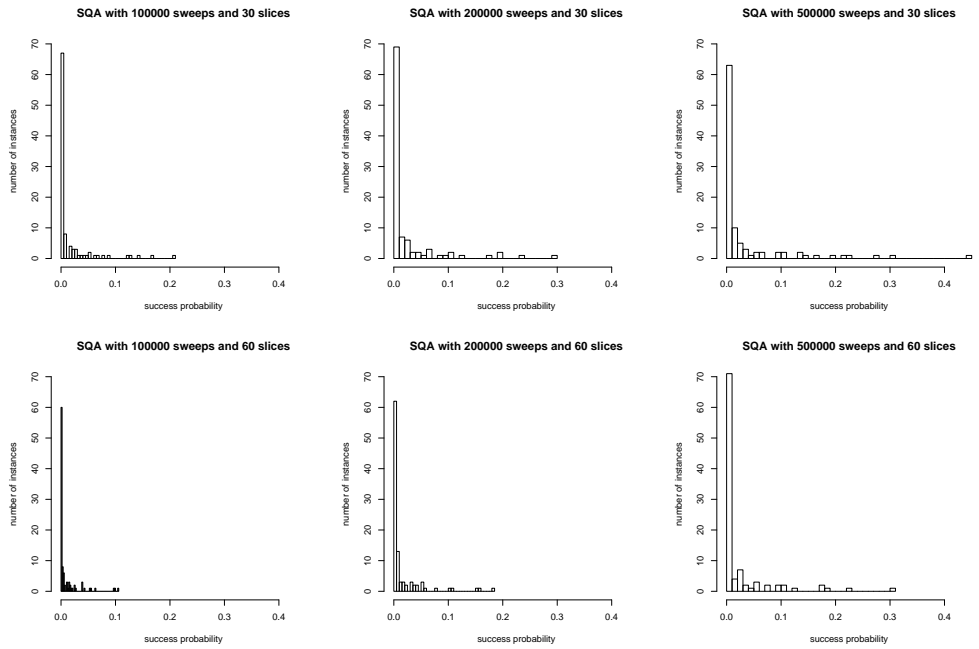 SQA with 100000 sweeps and 30 slices
number of instances
0 10 20 30 40 50 60 70
0.0 0.1 0.2 0.3 0.4
success probability
SQA with 200000 sweeps and 30 slices
number of instances
0 10 20 30 40 50 60 70
0.0 0.1 0.2 0.3 0.4
success probability
SQA with 500000 sweeps and 30 slices
number of instances
0 10 20 30 40 50 60 70
0.0 0.1 0.2 0.3 0.4
success probability
SQA with 100000 sweeps and 60 slices
number of instances
0 10 20 30 40 50 60 70
0.0 0.1 0.2 0.3 0.4
success probability
SQA with 200000 sweeps and 60 slices
number of instances
0 10 20 30 40 50 60 70
0.0 0.1 0.2 0.3 0.4
success probability
SQA with 500000 sweeps and 60 slices
number of instances
0 10 20 30 40 50 60 70
0.0 0.1 0.2 0.3 0.4
success probability